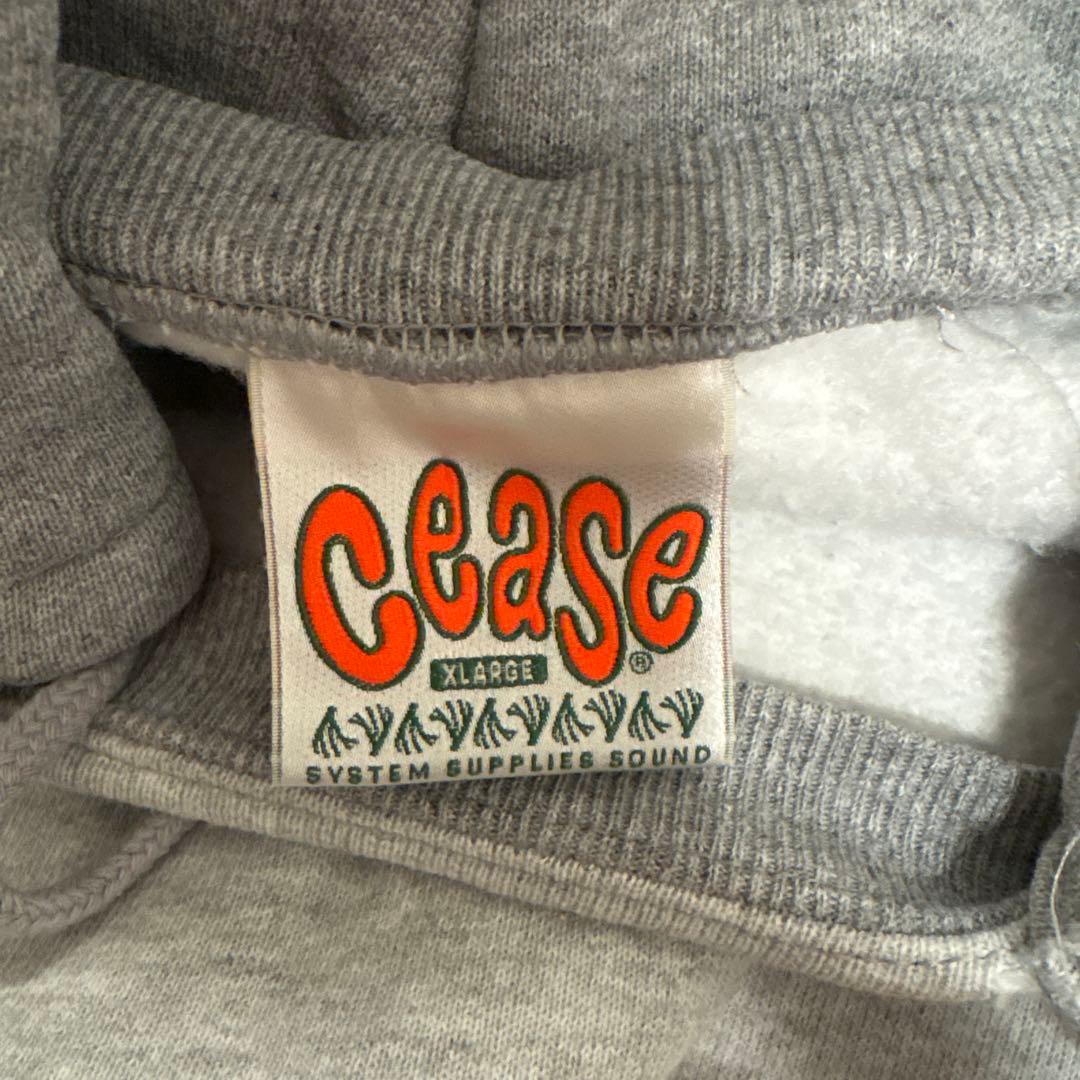 Cease
XLARGE ®
SYSTEM SUPPLIES SOUND